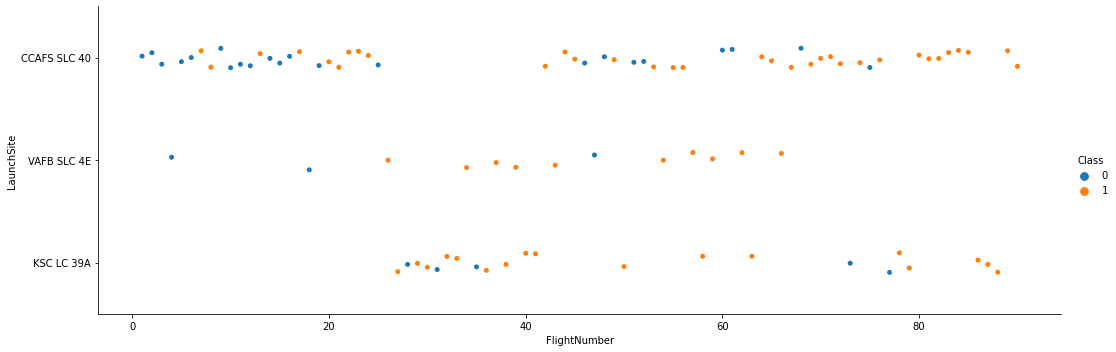 CCAFS SLC 40
VAFB SLC 4E
KSC LC 39A
LaunchSite
0
20
40
60
80
FlightNumber
Class
0
1